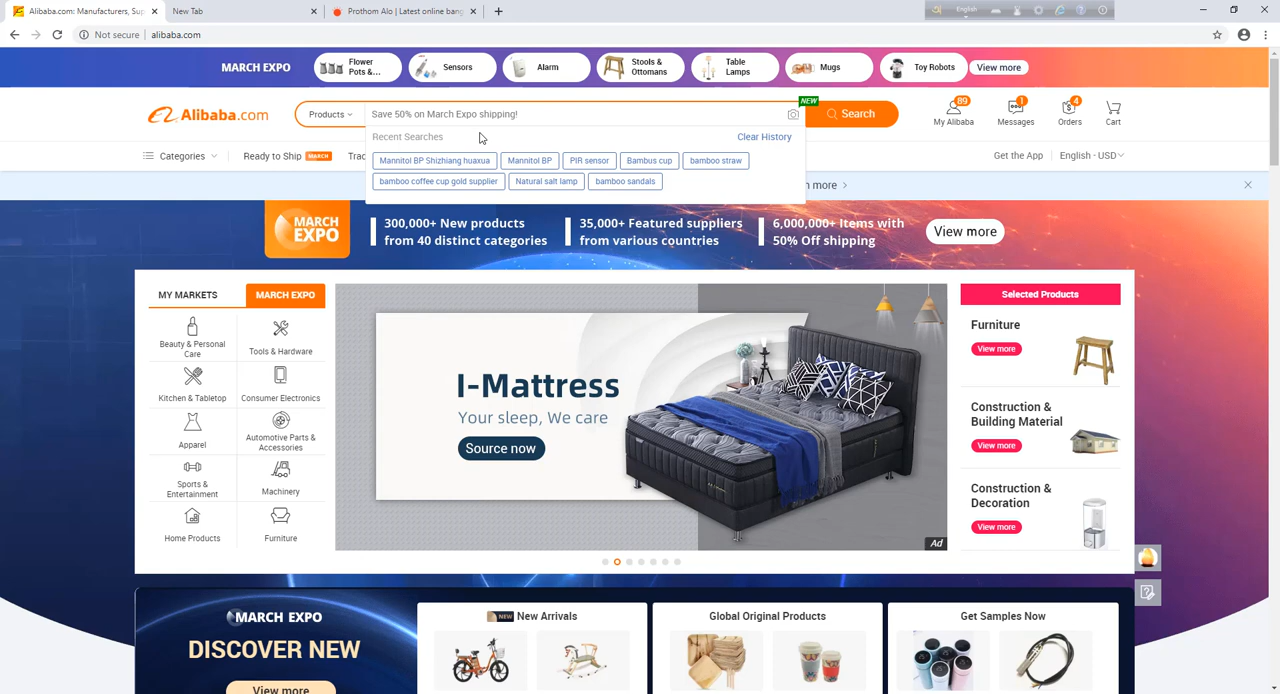 Alibaba.com: Manufacturers, Sup
New Tab
Prothom Alo | Latest online bang
English
Not secure | alibaba.com
MARCH EXPO
Flower
Pots &...
Sensors
Alarm
Stools &
Ottomans
Table
Lamps
Mugs
Toy Robots
View more
Alibaba.com
Products
Save 50% on March Expo shipping!
NEW
Search
89
My Alibaba
1
Messages
4
Orders
Cart
Recent Searches
Clear History
Mannitol BP Shizhiang huaxua
Mannitol BP
PIR sensor
Bambus cup
bamboo straw
bamboo coffee cup gold supplier
Natural salt lamp
bamboo sandals
Categories
Ready to Ship
MARCH
Trac
Get the App
English - USD
n more
MARCH
EXPO
300,000+ New products
from 40 distinct categories
35,000+ Featured suppliers
from various countries
6,000,000+ Items with
50% Off shipping
View more
MY MARKETS
MARCH EXPO
Beauty & Personal
Care
Tools & Hardware
Kitchen & Tabletop
Consumer Electronics
Apparel
Automotive Parts &
Accessories
Sports &
Entertainment
Machinery
Home Products
Furniture
I-Mattress
Your sleep, We care
Source now
Ad
Selected Products
Furniture
View more
Construction &
Building Material
View more
Construction &
Decoration
View more
MARCH EXPO
DISCOVER NEW
View more
NEW
New Arrivals
Global Original Products
Get Samples Now